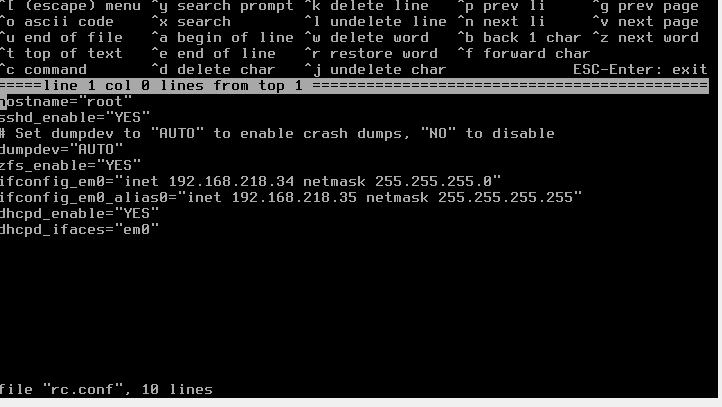 ^[ (escape) menu ^y search prompt ^k delete line ^p prev li ^g prev page
^o ascii code ^x search ^l undelete line ^n next li ^v next page
^u end of file ^a begin of line ^w delete word ^b back 1 char ^z next word
^t top of text ^e end of line ^r restore word ^f forward char
^c command ^d delete char ^j undelete char ESC-Enter: exit
=====line 1 col 0 lines from top 1 ============================================
hostname="root"
sshd_enable="YES"
# Set dumpdev to "AUTO" to enable crash dumps, "NO" to disable
dumpdev="AUTO"
zfs_enable="YES"
ifconfig_em0="inet 192.168.218.34 netmask 255.255.255.0"
ifconfig_em0_alias0="inet 192.168.218.35 netmask 255.255.255.255"
dhcpd_enable="YES"
dhcpd_ifaces="em0"
file "rc.conf", 10 lines